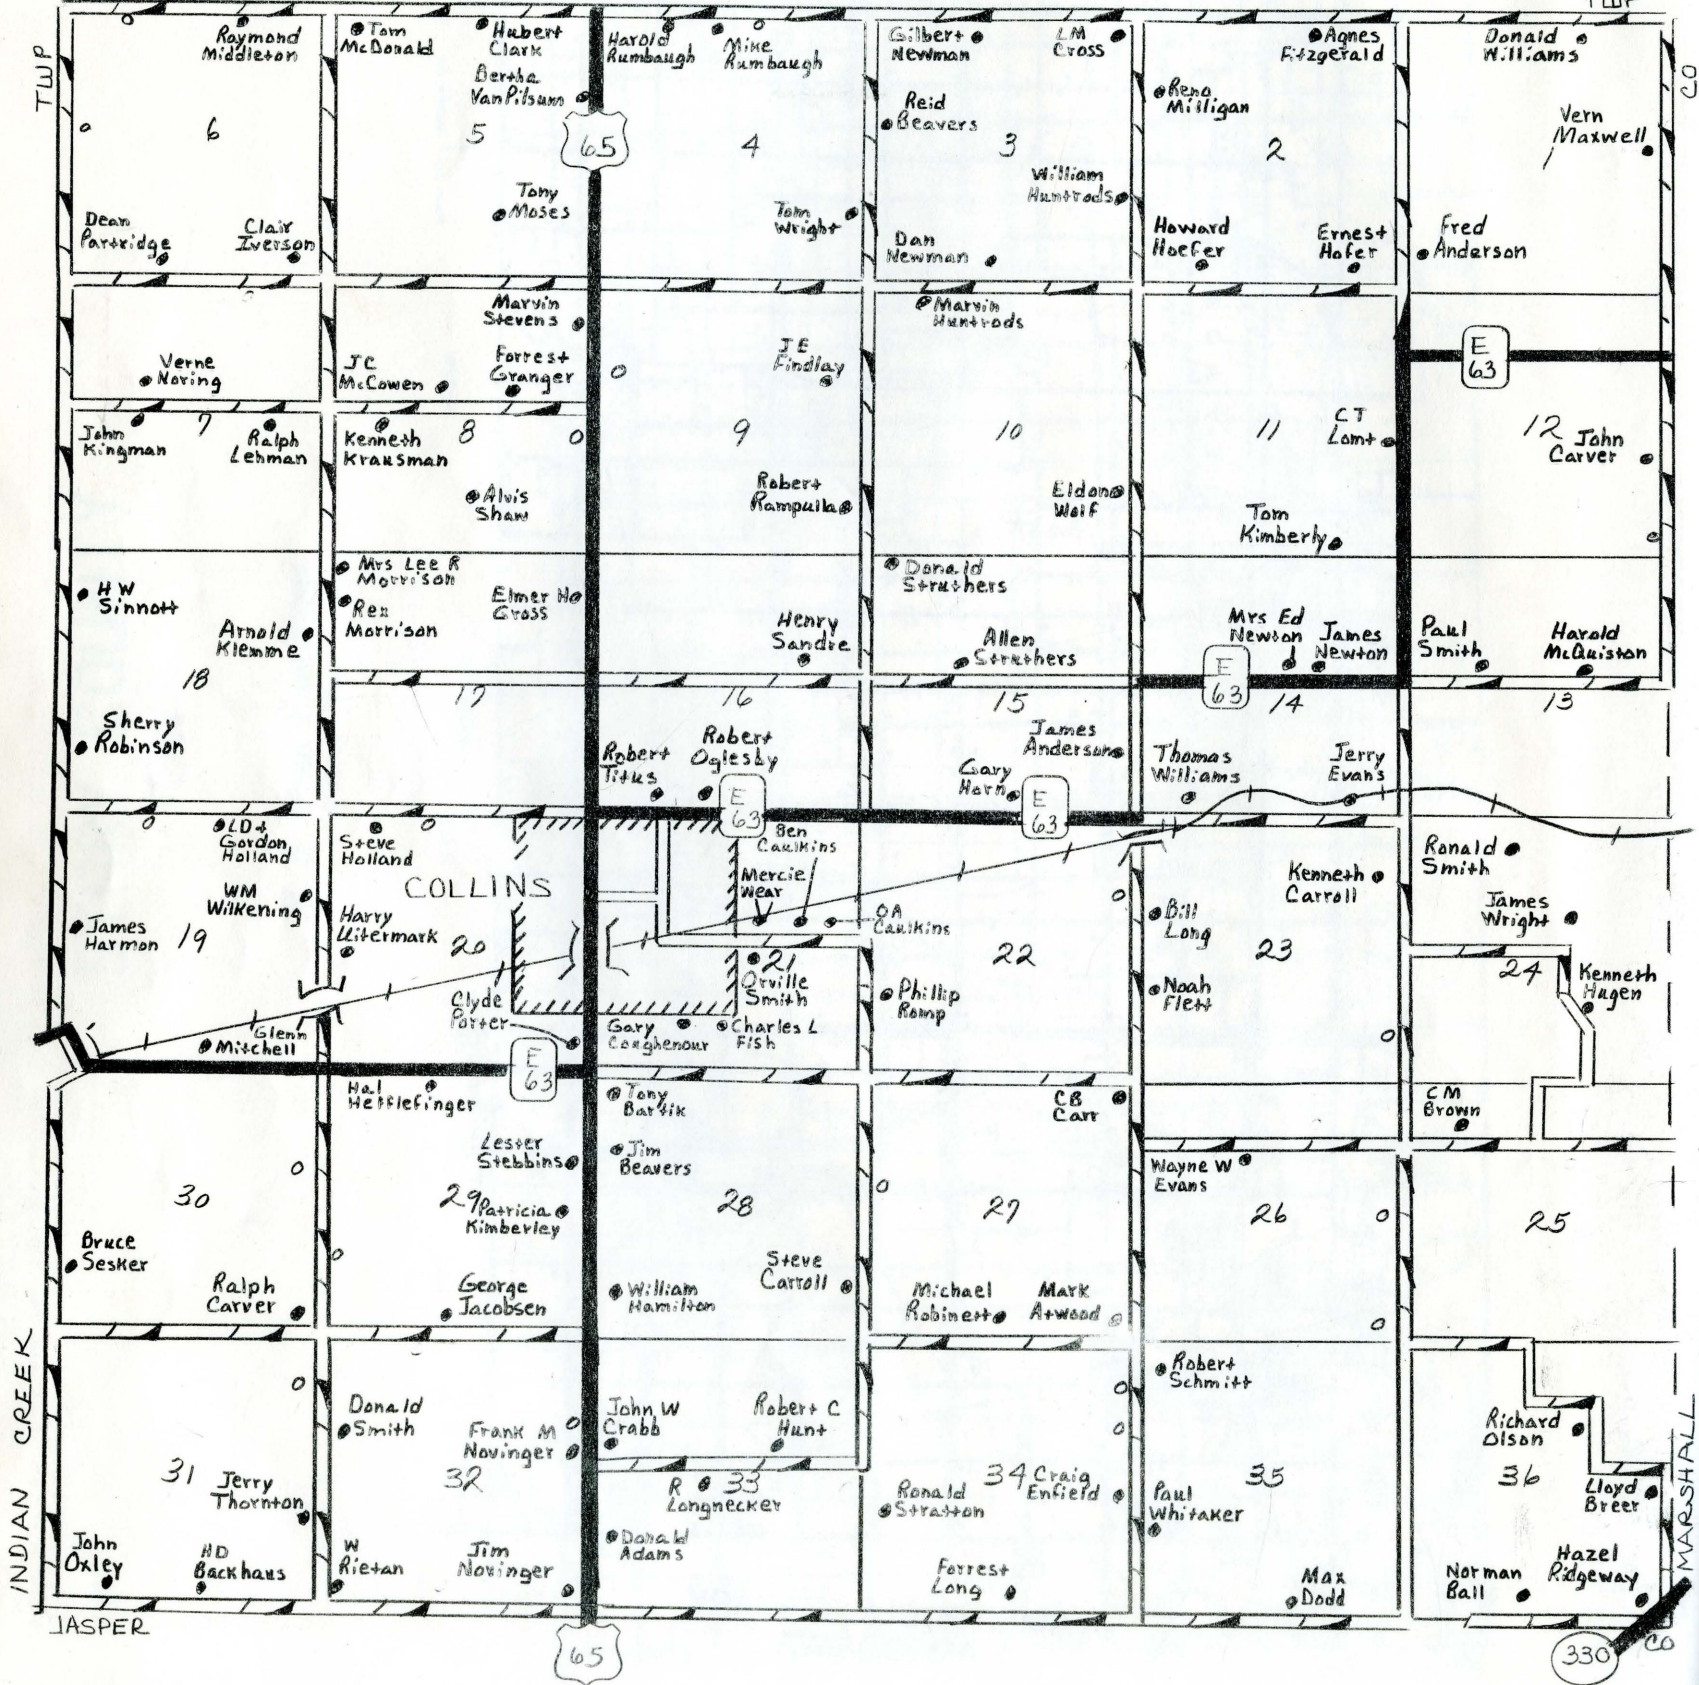 TWP
CO
Raymond
Middleton
6
Dean
Partridge
Clair
Iverson
Tom
McDonald
Hubert
Clark
Bertha
VanPilsum
5
Tony
Moses
65
Harold
Rumbaugh
Mike
Rumbaugh
4
Tom
Wright
Gilbert
Newman
LM
Cross
Reid
Beavers
3
William
Huntrods
Dan
Newman
Agnes
Fitzgerald
Reno
Milligan
2
Howard
Hoefer
Ernest
Hofer
Donald
Williams
Vern
Maxwell
1
Fred
Anderson
Verne
Noring
John
Kingman
7
Ralph
Lehman
Marvin
Stevens
JC
McCowen
Forrest
Granger
Kenneth
Krausman
8
Alvis
Shaw
JE
Findlay
9
Robert
Rampulla
Marvin
Huntrods
10
Eldon
Wolf
11
CT
Lomt
Tom
Kimberly
E
63
12
John
Carver
HW
Sinnott
Arnold
Klemme
18
Sherry
Robinson
Mrs Lee R
Morrison
Rex
Morrison
Elmer H
Gross
17
Henry
Sandre
16
Robert
Titus
Robert
Oglesby
E
63
Donald
Struthers
Allen
Struthers
15
James
Anderson
Gary
Horn
E
63
Mrs Ed
Newton
James
Newton
E
63
14
Thomas
Williams
Jerry
Evans
Paul
Smith
Harold
McQuiston
13
LD+
Gordon
Holland
WM
Wilkening
James
Harmon
19
Glenn
Mitchell
Steve
Holland
COLLINS
Harry
Uitermark
20
Clyde
Porter
E
63
Ben
Caulkins
Mercie
Wear
OA
Caulkins
21
Orville
Smith
Gary
Coughenour
Charles L
Fish
22
Phillip
Romp
Kenneth
Carroll
Bill
Long
23
Noah
Flett
Ronald
Smith
James
Wright
24
Kenneth
Hugen
CM
Brown
30
Bruce
Sesker
Ralph
Carver
Hal
Hefflefinger
Lester
Stebbins
29
Patricia
Kimberley
George
Jacobsen
Tony
Bartik
Jim
Beavers
28
Steve
Carroll
William
Hamilton
CB
Carr
27
Michael
Robinett
Mark
Atwood
Wayne W
Evans
26
25
INDIAN CREEK
31
Jerry
Thornton
John
Oxley
HD
Backhaus
Donald
Smith
Frank M
Novinger
32
W
Rietan
Jim
Novinger
John W
Crabb
Robert C
Hunt
R
Longnecker
33
Donald
Adams
34
Craig
Enfield
Ronald
Stratton
Forrest
Long
Robert
Schmitt
35
Paul
Whitaker
Max
Dodd
Richard
Olson
36
Lloyd
Breer
Norman
Ball
Hazel
Ridgeway
MARSHALL
CO
JASPER
65
330